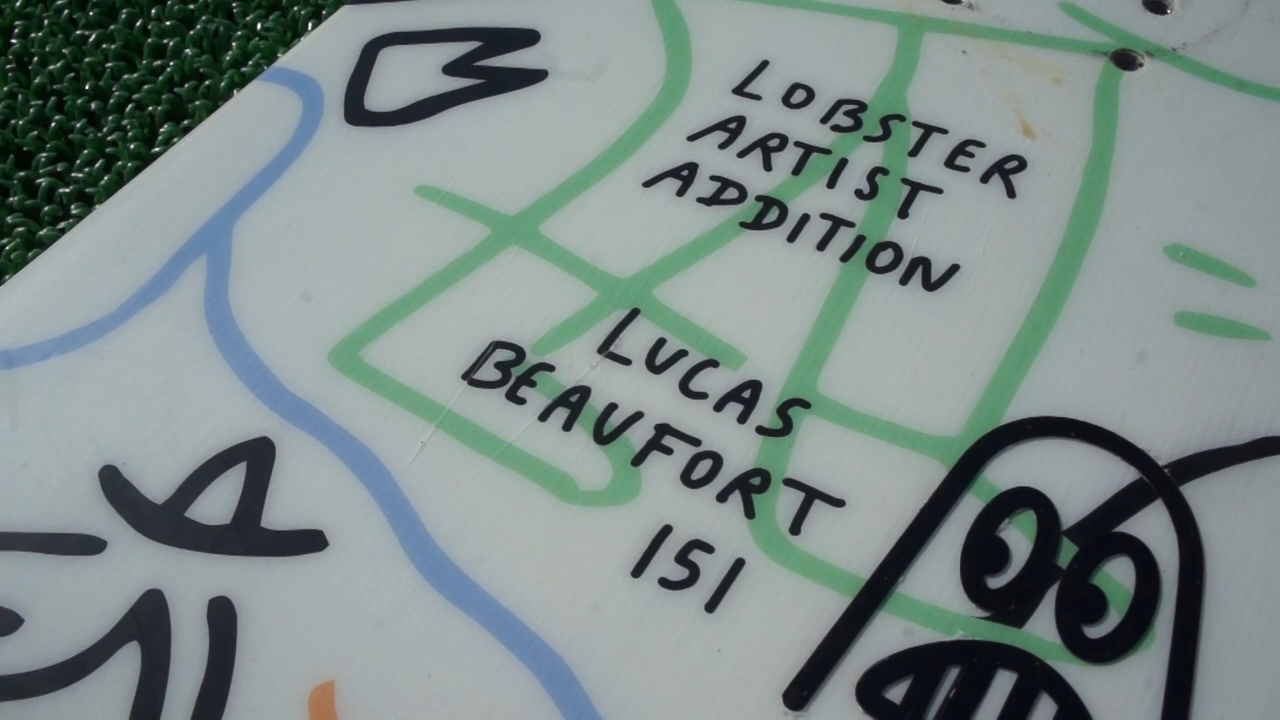 LOBSTER
ARTIST
ADDITION
LUCAS
BEAUFORT
151